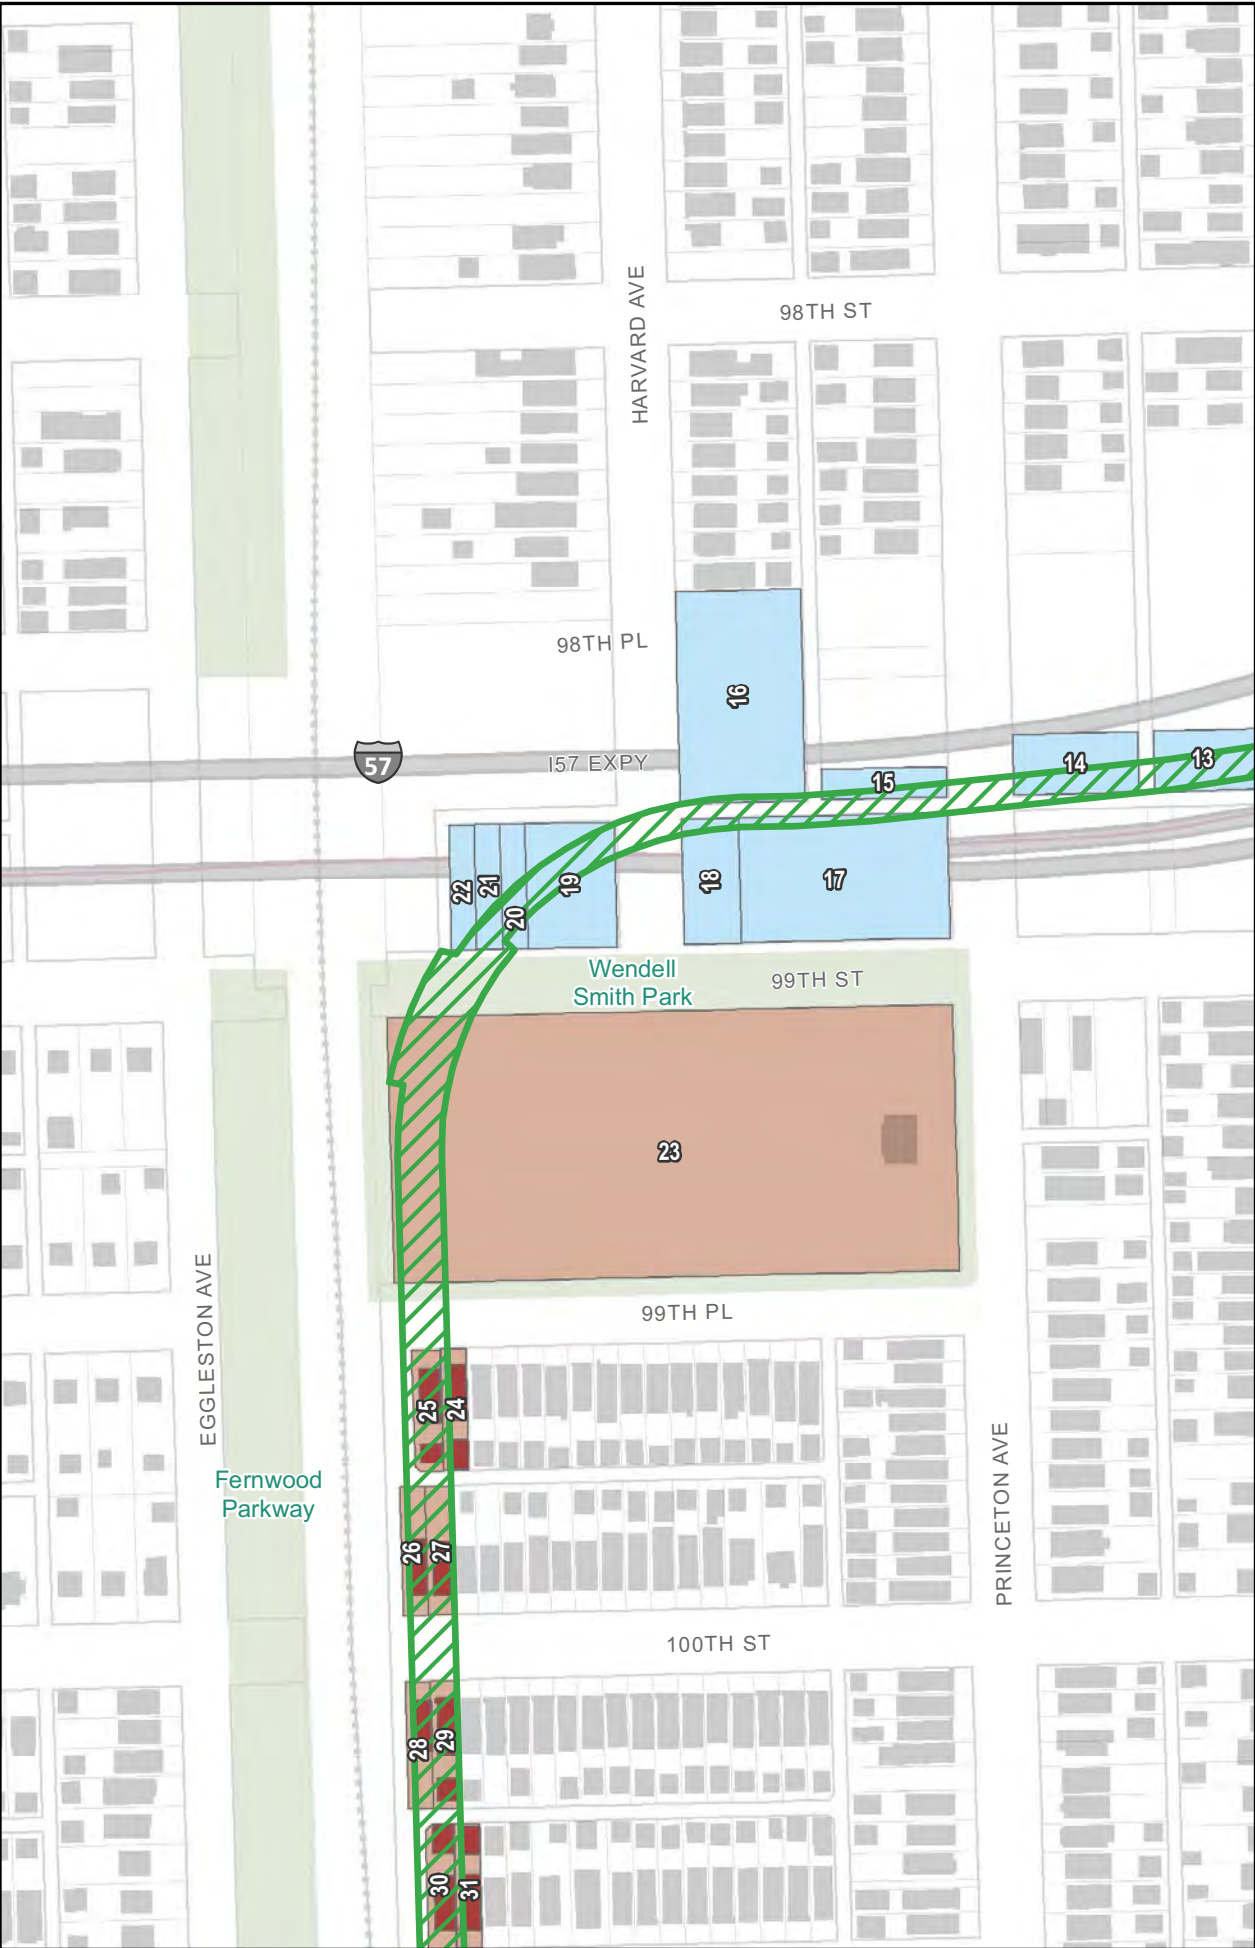 HARVARD AVE
98TH ST
98TH PL
16
57
I57 EXPY
15
14
13
22
21
20
19
18
17
Wendell
Smith Park
99TH ST
23
EGGLESTON AVE
99TH PL
25
24
Fernwood
Parkway
PRINCETON AVE
26
27
100TH ST
28
29
30
31